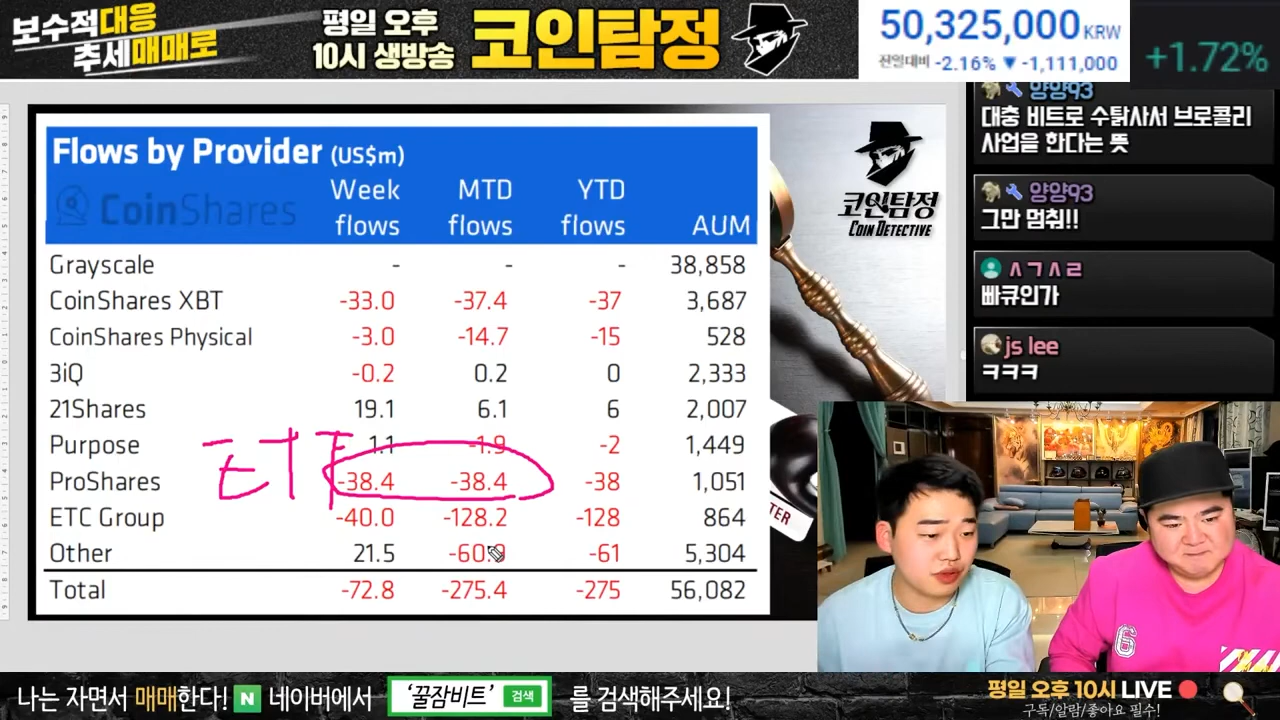 보수적대응
추세매매로
평일 오후
10시 생방송
코인탐정
50,325,000 KRW
전일대비 -2.16% ▼ -1,111,000
+1.72%
Flows by Provider (US$m)
CoinShares
Week flows MTD flows YTD flows AUM
Grayscale - - - 38,858
CoinShares XBT -33.0 -37.4 -37 3,687
CoinShares Physical -3.0 -14.7 -15 528
3iQ -0.2 0.2 0 2,333
21Shares 19.1 6.1 6 2,007
Purpose 1.1 -1.9 -2 1,449
ProShares -38.4 -38.4 -38 1,051
ETC Group -40.0 -128.2 -128 864
Other 21.5 -60.9 -61 5,304
Total -72.8 -275.4 -275 56,082
ETF
코인탐정
COIN DETECTIVE
TER
양양93
대충 비트로 수탉사서 브로콜리
사업을 한다는 뜻
양양93
그만 멈춰!!
ㅅㄱㅅㄹ
빠큐인가
js lee
ㅋㅋㅋ
6
나는 자면서 매매한다! N 네이버에서 '꿀잠비트' 검색 를 검색해주세요!
평일 오후 10시 LIVE
구독/알람/좋아요 필수!